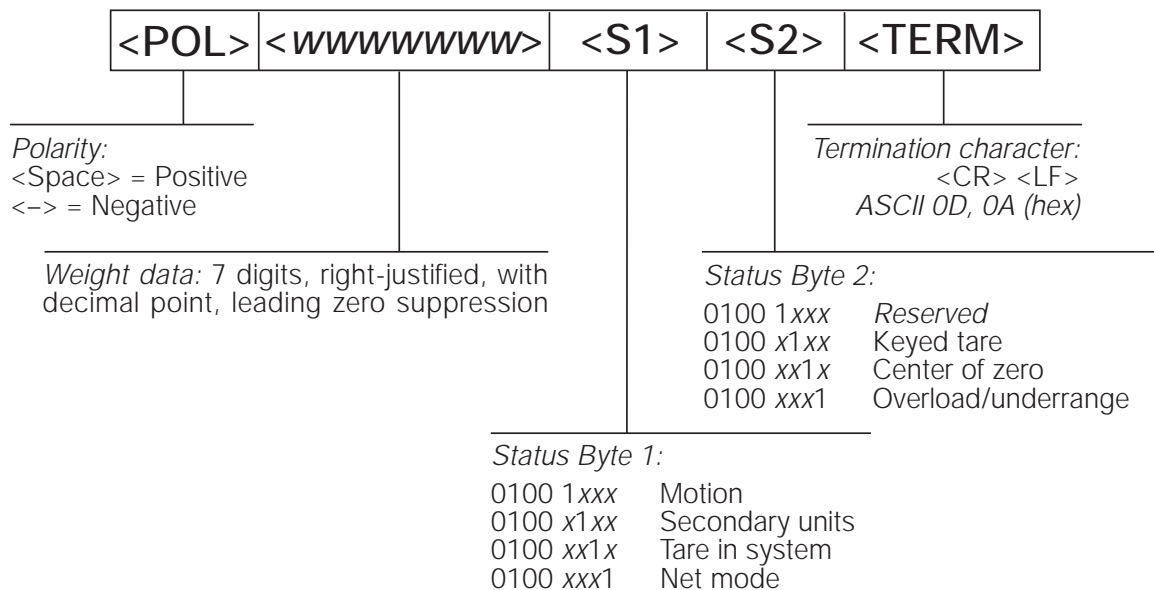 <POL> <wwwwwww> <S1> <S2> <TERM>
Polarity:
<Space> = Positive
<–> = Negative
Termination character:
<CR> <LF>
ASCII 0D, 0A (hex)
Weight data: 7 digits, right-justified, with
decimal point, leading zero suppression
Status Byte 2:
0100 1xxx Reserved
0100 x1xx Keyed tare
0100 xx1x Center of zero
0100 xxx1 Overload/underrange
Status Byte 1:
0100 1xxx Motion
0100 x1xx Secondary units
0100 xx1x Tare in system
0100 xxx1 Net mode